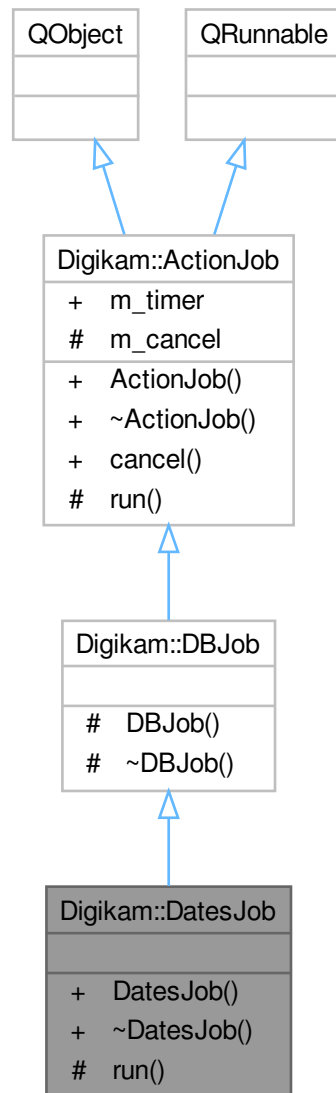 QObject
QRunnable
Digikam::ActionJob
+ m_timer
# m_cancel
+ ActionJob()
+ ~ActionJob()
+ cancel()
# run()
Digikam::DBJob
# DBJob()
# ~DBJob()
Digikam::DatesJob
+ DatesJob()
+ ~DatesJob()
# run()